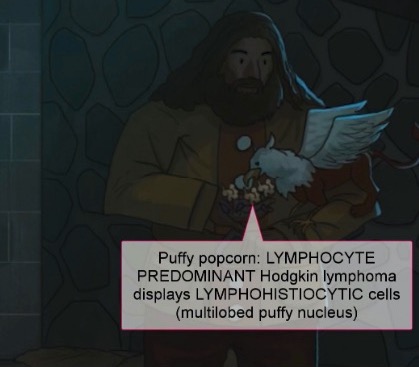 Puffy popcorn: LYMPHOCYTE
PREDOMINANT Hodgkin lymphoma
displays LYMPHOHISTIOCYTIC cells
(multilobed puffy nucleus)